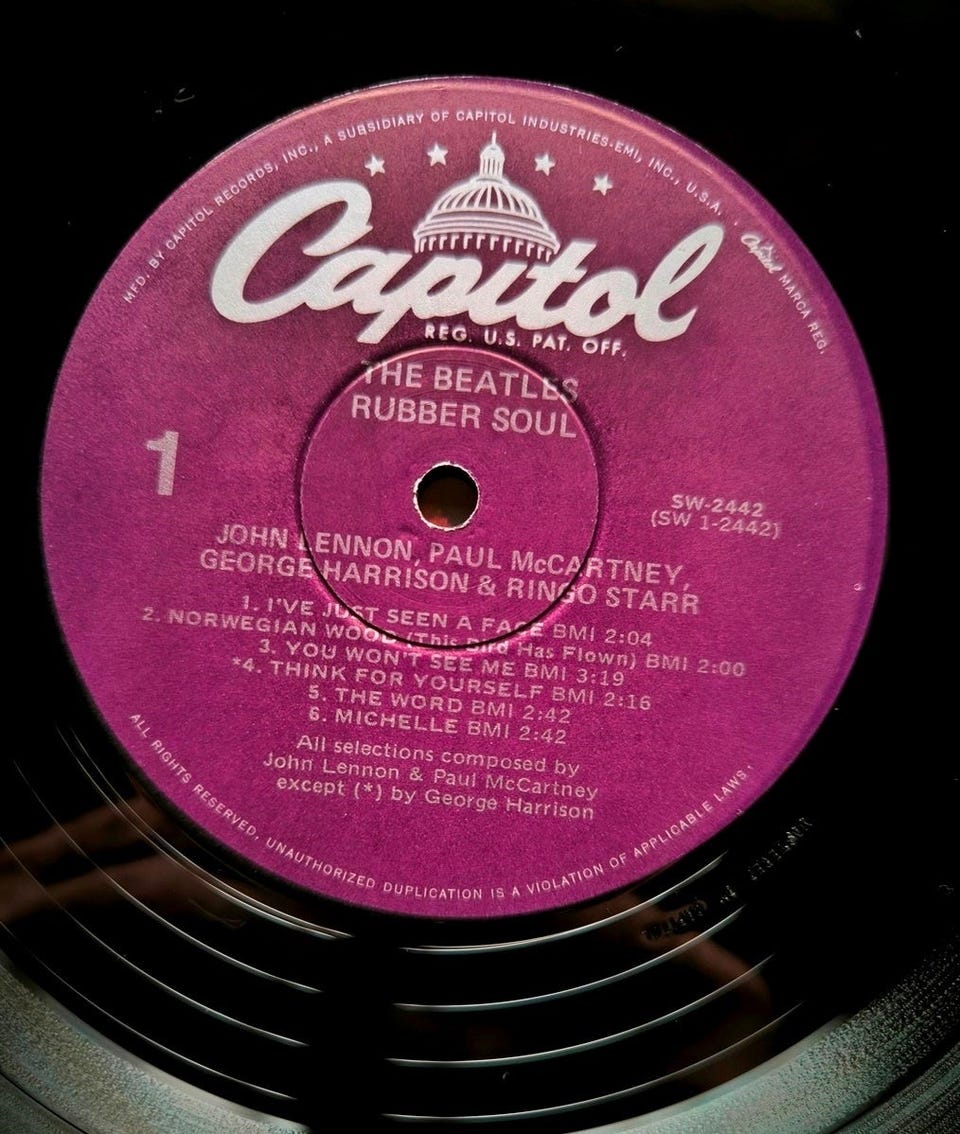 MFD. BY CAPITOL RECORDS, INC., A SUBSIDIARY OF CAPITOL INDUSTRIES-EMI, INC., U.S.A. . Capitol MARCA REG.
Capitol
REG. U.S. PAT. OFF.
THE BEATLES
RUBBER SOUL
1
SW-2442
(SW 1-2442)
JOHN LENNON, PAUL McCARTNEY,
GEORGE HARRISON & RINGO STARR
1. I'VE JUST SEEN A FACE BMI 2:04
2. NORWEGIAN WOOD (This Bird Has Flown) BMI 2:00
3. YOU WON'T SEE ME BMI 3:19
*4. THINK FOR YOURSELF BMI 2:16
5. THE WORD BMI 2:42
6. MICHELLE BMI 2:42
All selections composed by
John Lennon & Paul McCartney
except (*) by George Harrison
ALL RIGHTS RESERVED, UNAUTHORIZED DUPLICATION IS A VIOLATION OF APPLICABLE LAWS.